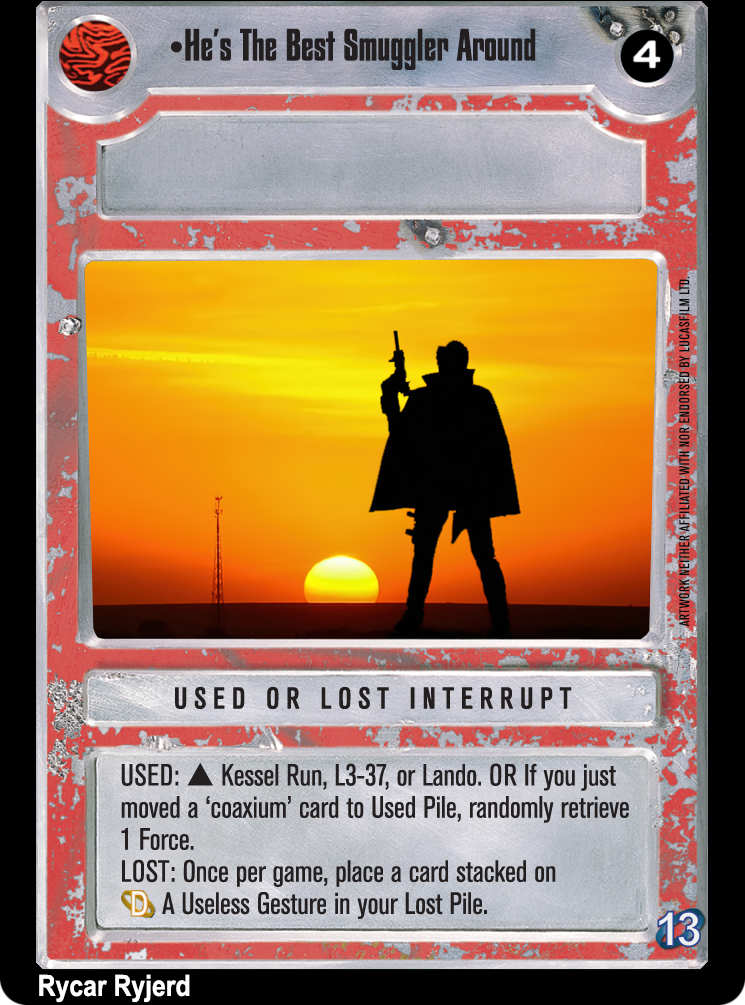 •He's The Best Smuggler Around
4
ARTWORK NEITHER AFFILIATED WITH NOR ENDORSED BY LUCASFILM LTD.
USED OR LOST INTERRUPT
USED: ▲ Kessel Run, L3-37, or Lando. OR If you just
moved a ‘coaxium’ card to Used Pile, randomly retrieve
1 Force.
LOST: Once per game, place a card stacked on
D A Useless Gesture in your Lost Pile.
13
Rycar Ryjerd